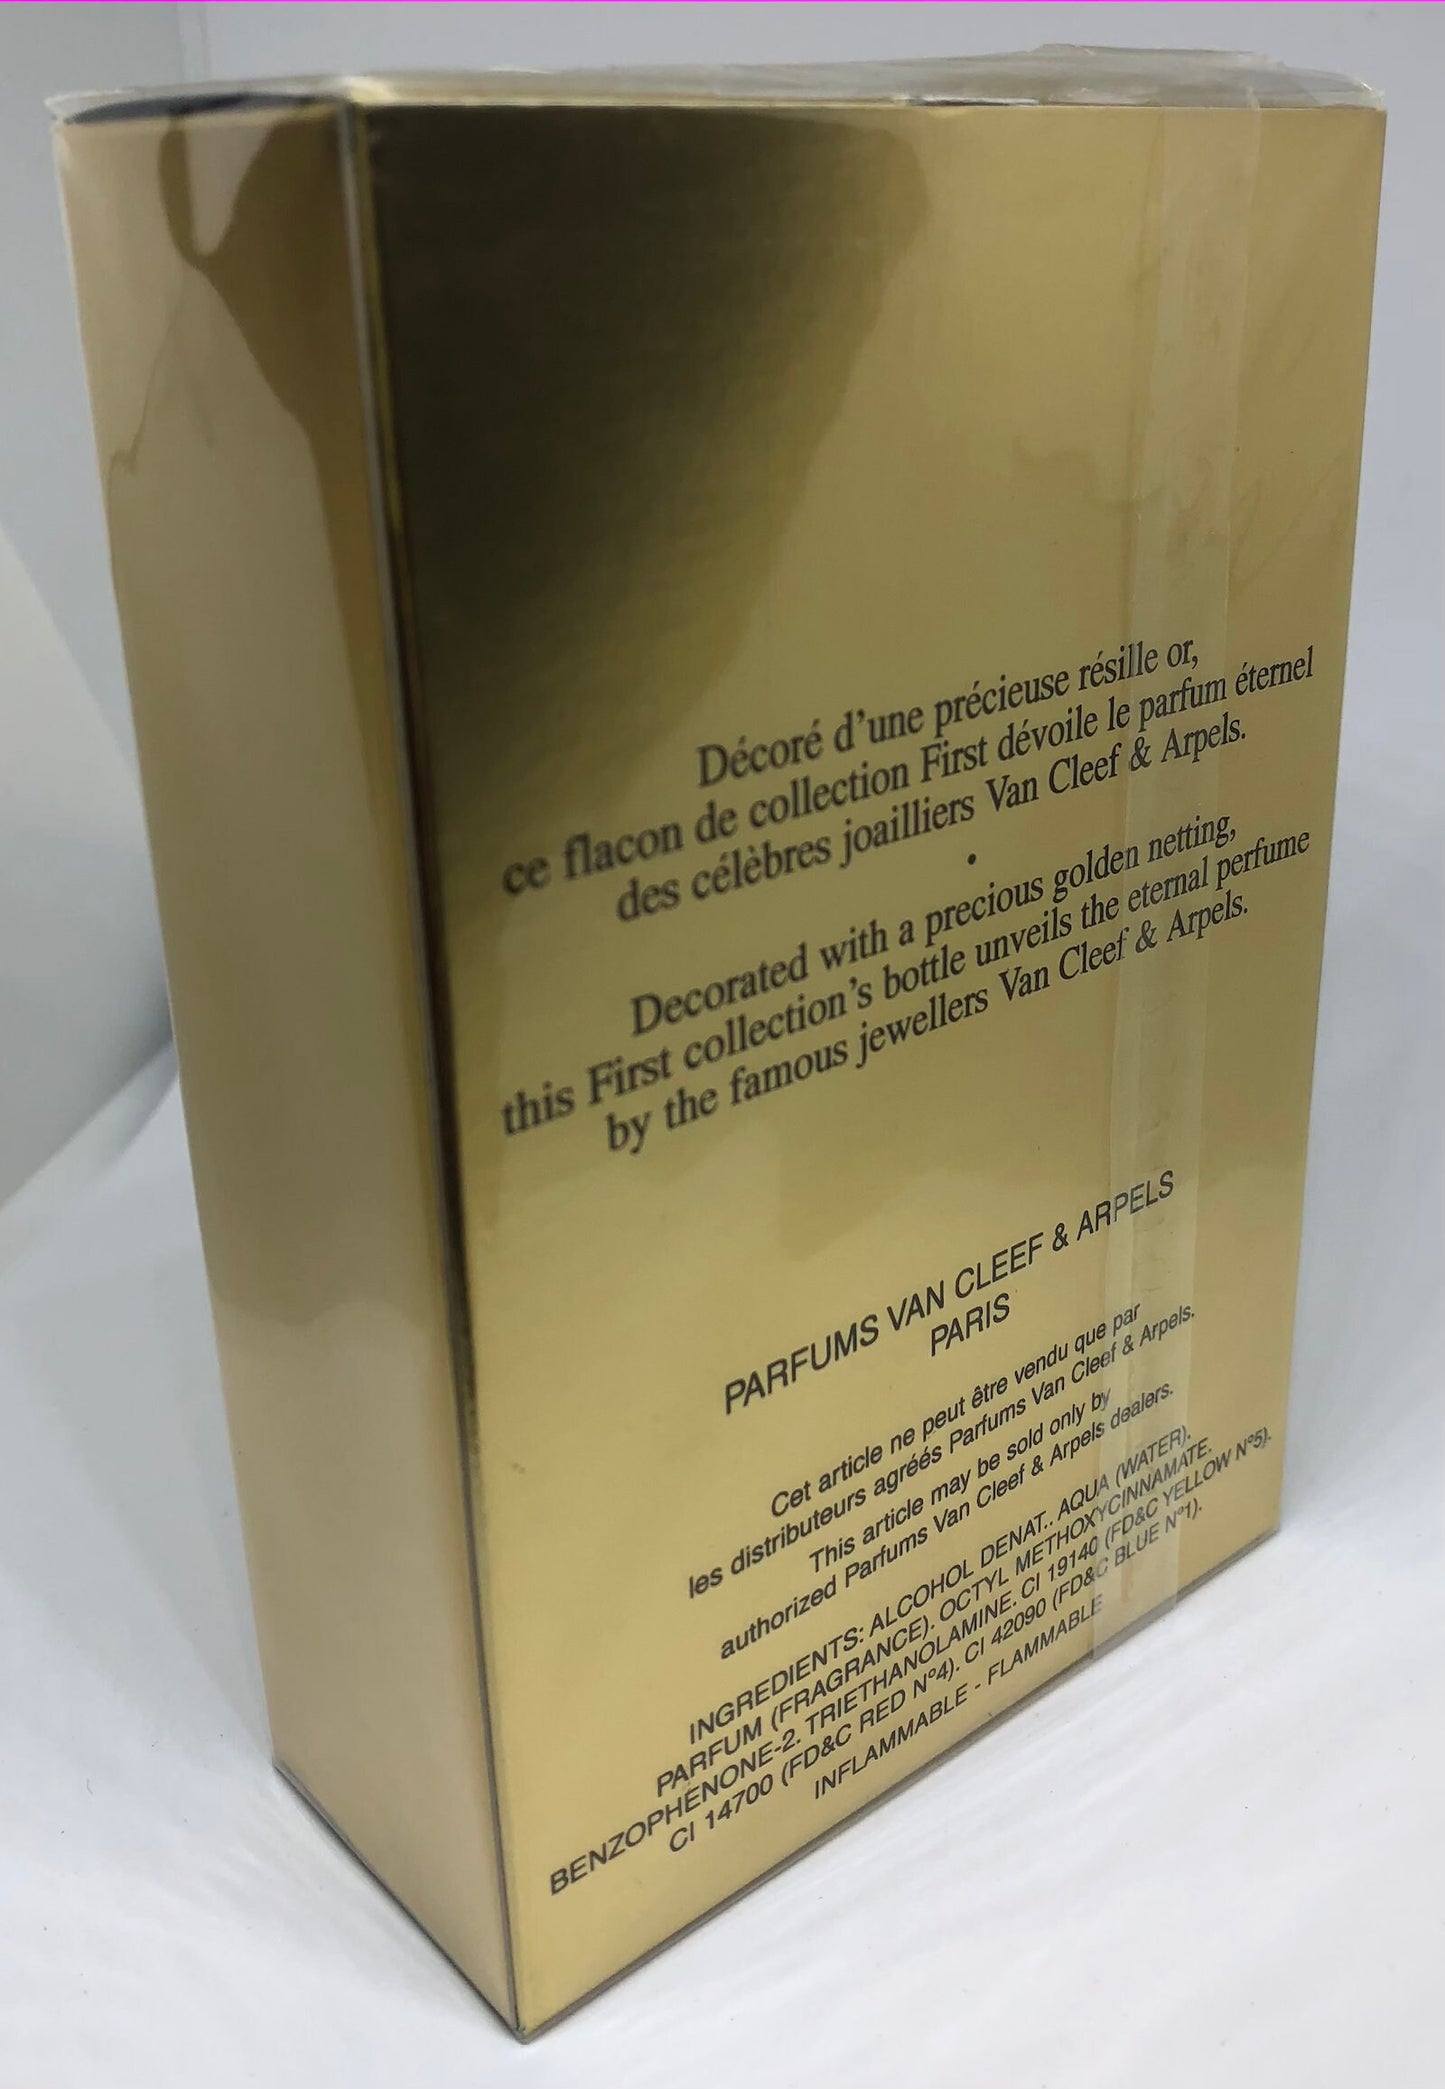 Décoré d'une précieuse résille or,
ce flacon de collection First dévoile le parfum éternel
des célèbres joailliers Van Cleef & Arpels.
•
Decorated with a precious golden netting,
this First collection's bottle unveils the eternal perfume
by the famous jewellers Van Cleef & Arpels.
PARFUMS VAN CLEEF & ARPELS
PARIS
Cet article ne peut être vendu que par
les distributeurs agréés Parfums Van Cleef & Arpels.
This article may be sold only by
authorized Parfums Van Cleef & Arpels dealers.
INGREDIENTS: ALCOHOL DENAT.. AQUA (WATER).
PARFUM (FRAGRANCE). OCTYL METHOXYCINNAMATE.
BENZOPHENONE-2. TRIETHANOLAMINE. CI 19140 (FD&C YELLOW N°5).
CI 14700 (FD&C RED N°4). CI 42090 (FD&C BLUE N°1).
INFLAMMABLE - FLAMMABLE